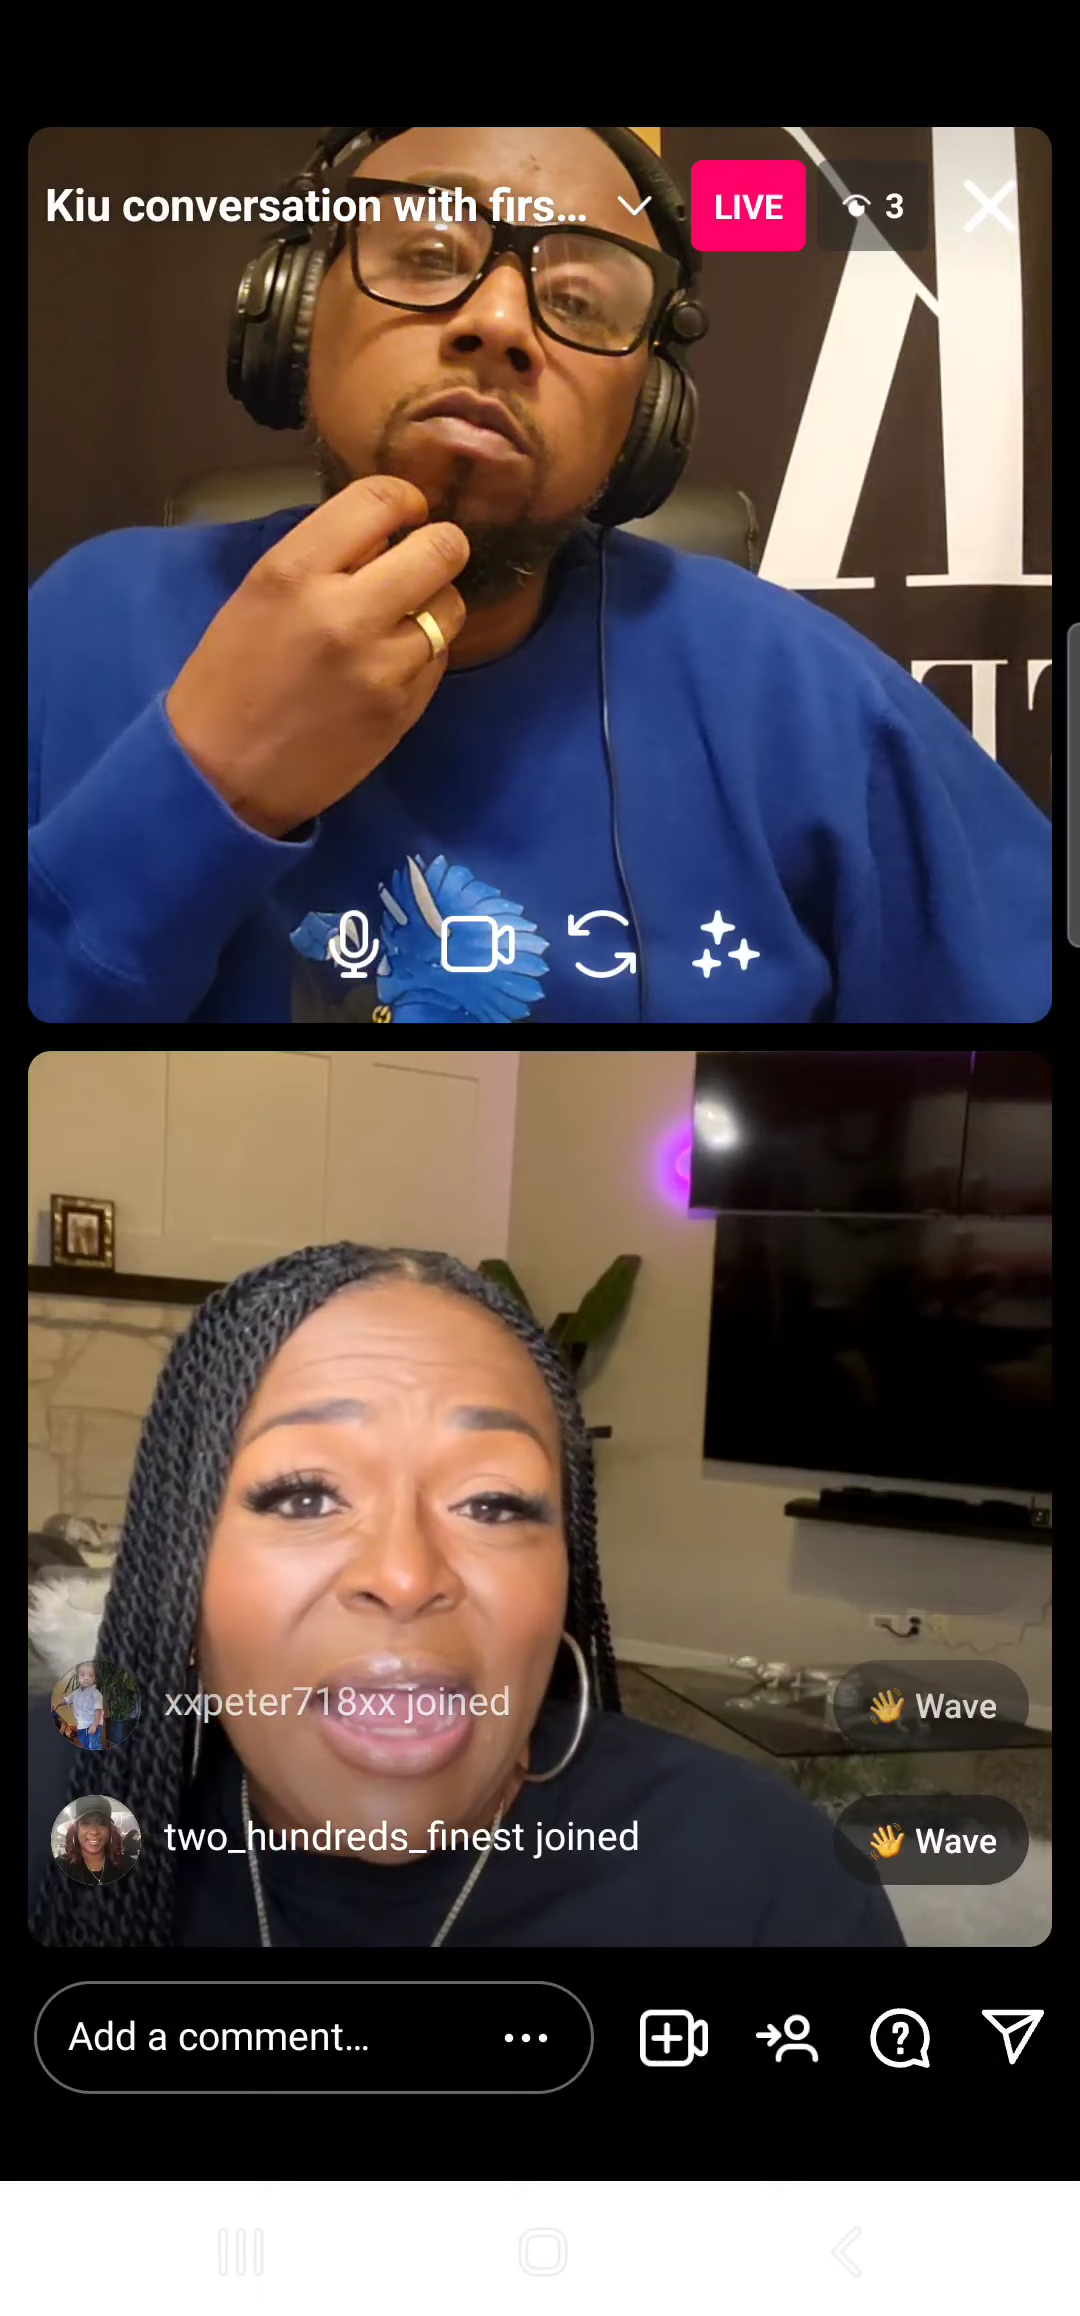 Kiu conversation with firs...
LIVE
3
xxpeter718xx joined
Wave
two_hundreds_finest joined
Wave
Add a comment...